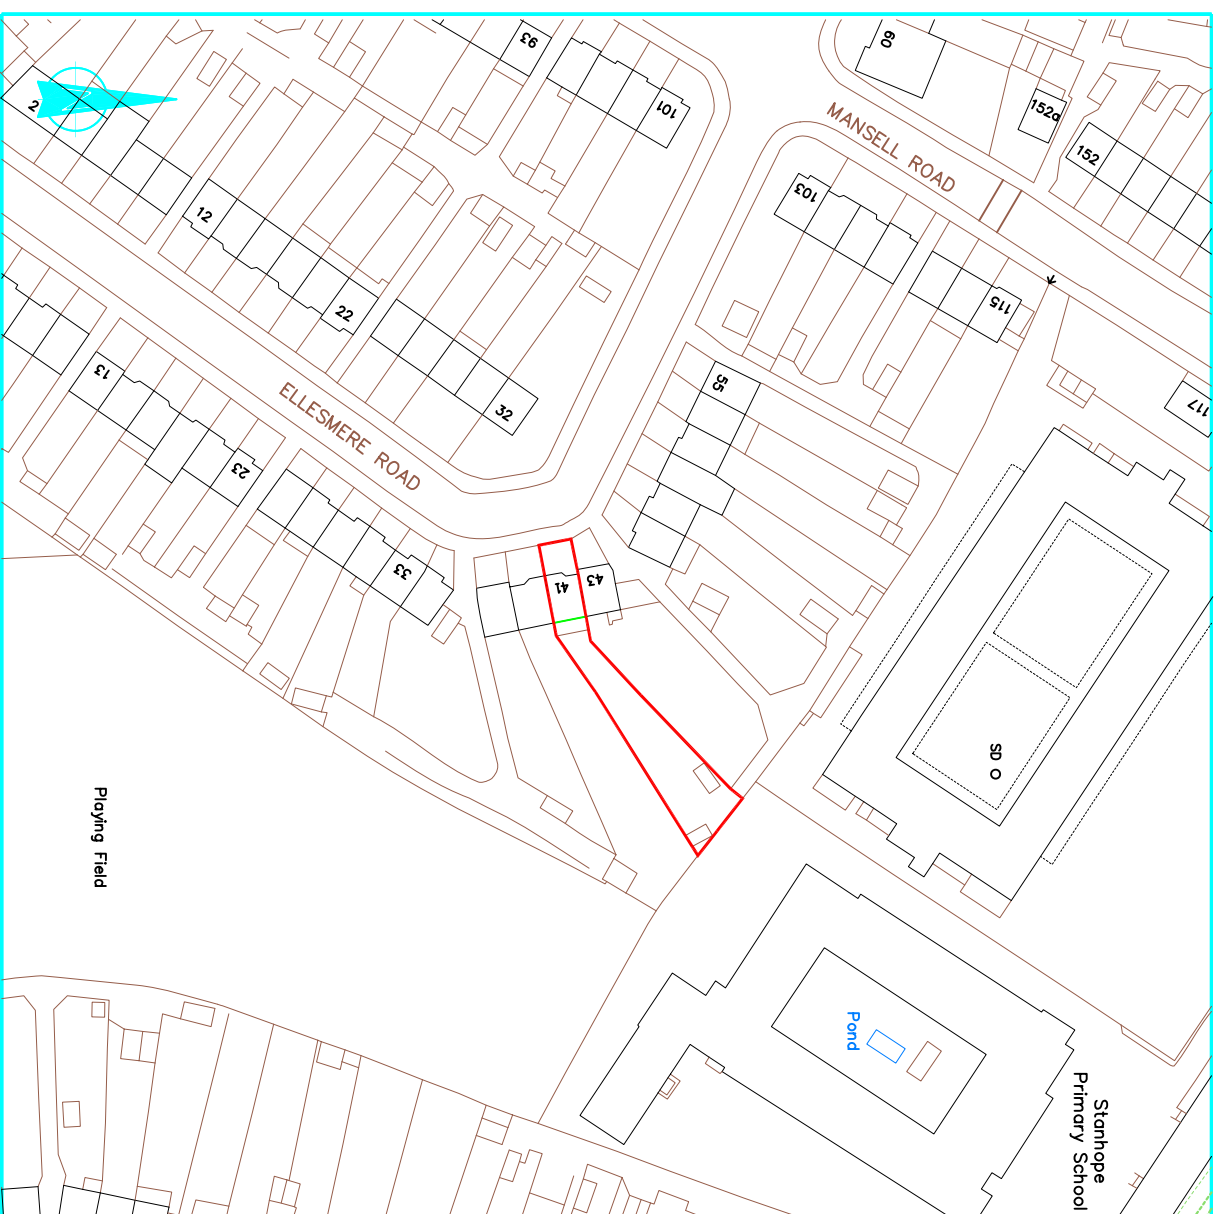 93
60
101
152a
2
MANSELL ROAD
152
103
12
115
22
55
13
117
32
ELLESMERE ROAD
23
33
41
43
SD O
Playing Field
Pond
Stanhope
Primary School